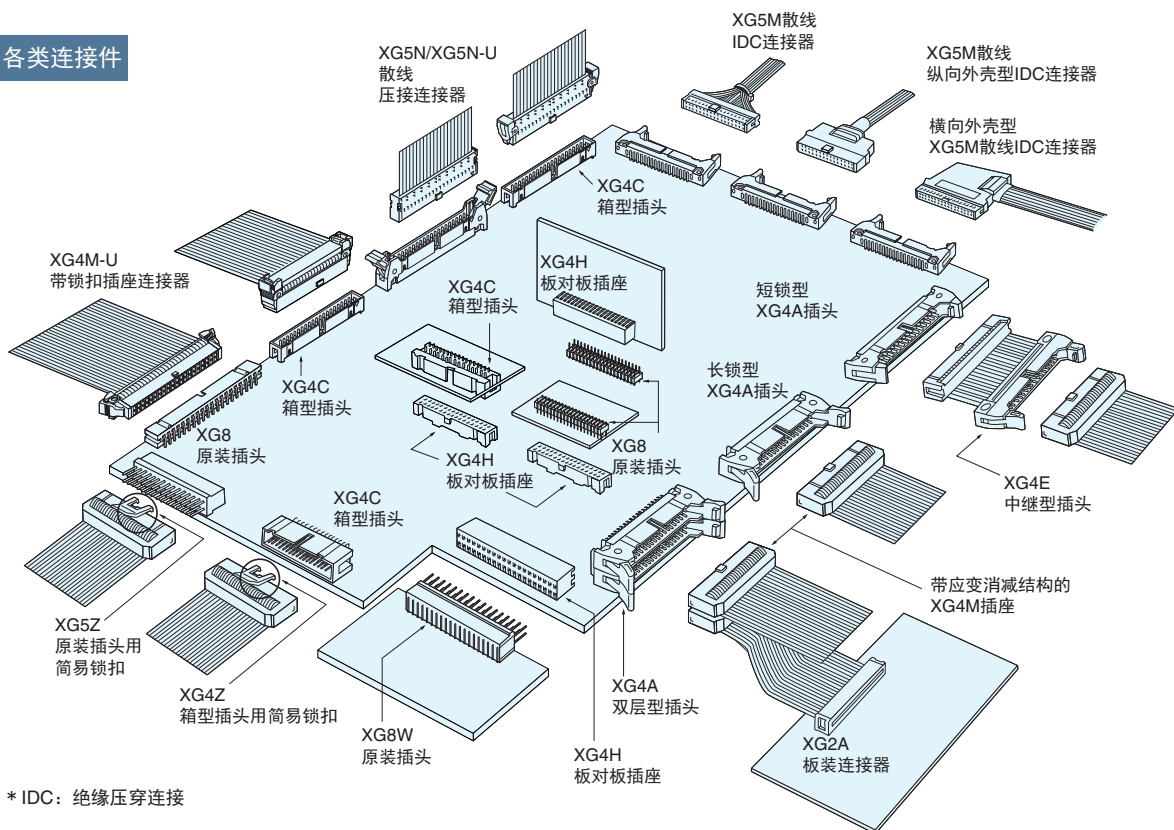 各类连接件
XG5N/XG5N-U
散线
压接连接器
XG5M散线
IDC连接器
XG5M散线
纵向外壳型IDC连接器
横向外壳型
XG5M散线IDC连接器
XG4C
箱型插头
XG4M-U
带锁扣插座连接器
XG4C
箱型插头
XG4H
板对板插座
短锁型
XG4A插头
XG4C
箱型插头
长锁型
XG4A插头
XG8
原装插头
XG4H
板对板插座
XG8
原装插头
XG4E
中继型插头
XG4C
箱型插头
带应变消减结构的
XG4M插座
XG5Z
原装插头用
简易锁扣
XG4Z
箱型插头用简易锁扣
XG8W
原装插头
XG4A
双层型插头
XG4H
板对板插座
XG2A
板装连接器
* IDC：绝缘压穿连接